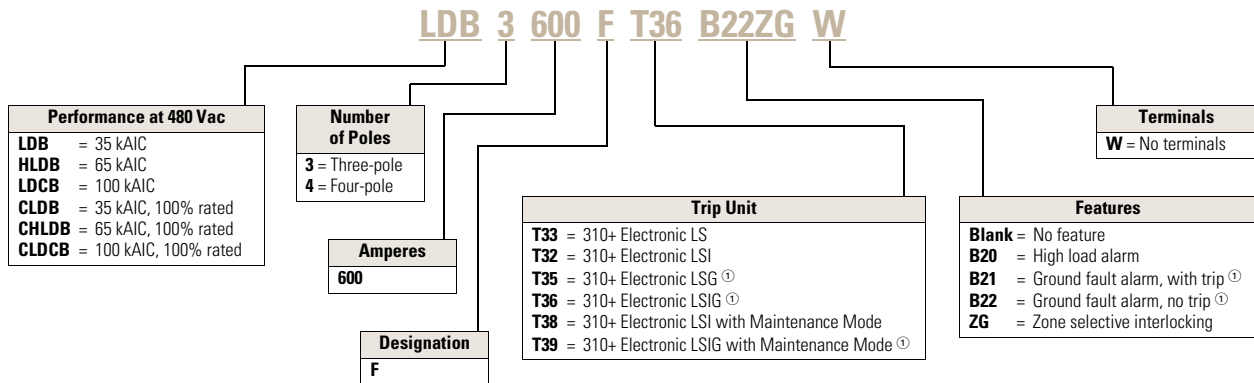 LDB 3 600 F T36 B22ZG W
Performance at 480 Vac
LDB = 35 kAIC
HLDB = 65 kAIC
LDCB = 100 kAIC
CLDB = 35 kAIC, 100% rated
CHLDB = 65 kAIC, 100% rated
CLDCB = 100 kAIC, 100% rated
Number
of Poles
3 = Three-pole
4 = Four-pole
Amperes
600
Designation
F
Trip Unit
T33 = 310+ Electronic LS
T32 = 310+ Electronic LSI
T35 = 310+ Electronic LSG ①
T36 = 310+ Electronic LSIG ①
T38 = 310+ Electronic LSI with Maintenance Mode
T39 = 310+ Electronic LSIG with Maintenance Mode ①
Terminals
W = No terminals
Features
Blank = No feature
B20 = High load alarm
B21 = Ground fault alarm, with trip ①
B22 = Ground fault alarm, no trip ①
ZG = Zone selective interlocking